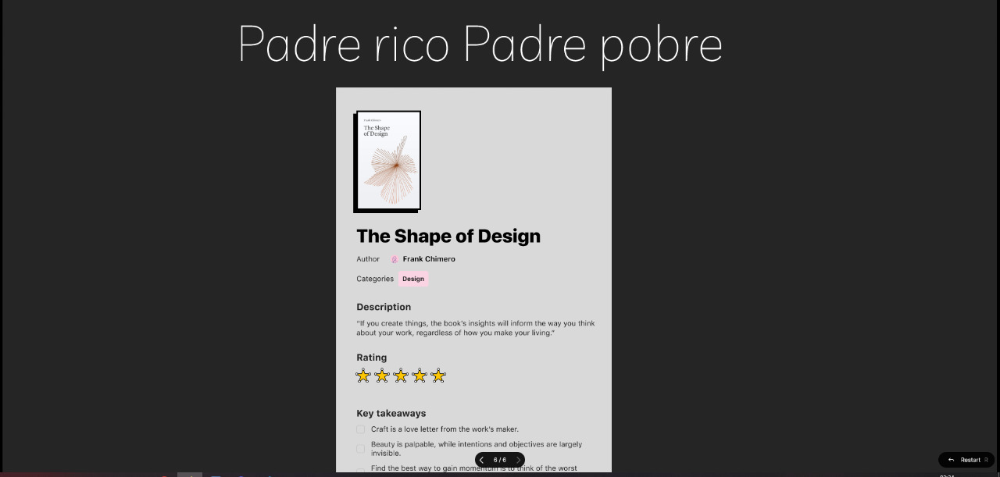 Padre rico Padre pobre
Frank Chimero
The Shape
of Design
The Shape of Design
Author Frank Chimero
Categories Design
Description
“If you create things, the book's insights will inform the way you think
about your work, regardless of how you make your living.”
Rating
Key takeaways
Craft is a love letter from the work's maker.
Beauty is palpable, while intentions and objectives are largely
invisible.
Find the best way to gain momentum is to think of the worst
6 / 6
Restart R